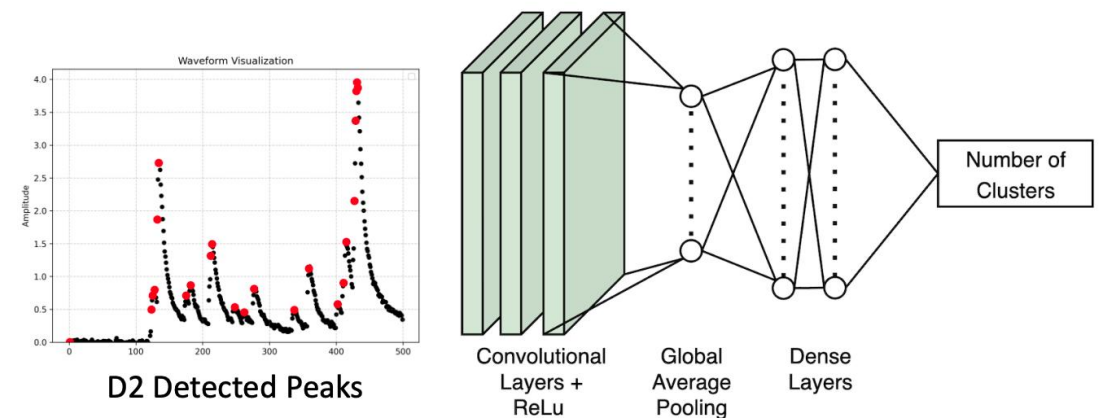 Waveform Visualization
Amplitude
4.0
3.5
3.0
2.5
2.0
1.5
1.0
0.5
0.0
0 100 200 300 400 500
D2 Detected Peaks
Convolutional
Layers +
ReLu
Global
Average
Pooling
Dense
Layers
Number of
Clusters